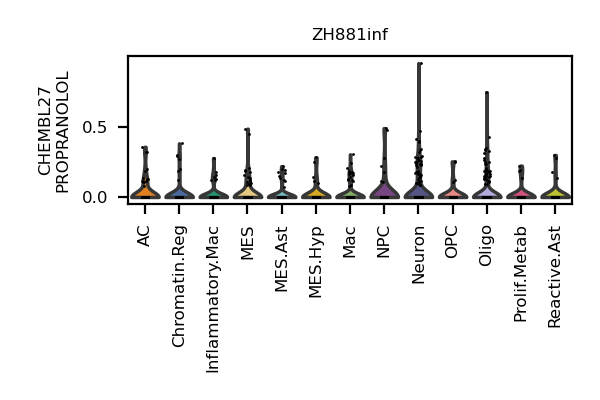 ZH881inf
CHEMBL27
PROPRANOLOL
0.5
0.0
AC
Chromatin.Reg
Inflammatory.Mac
MES
MES.Ast
MES.Hyp
Mac
NPC
Neuron
OPC
Oligo
Prolif.Metab
Reactive.Ast